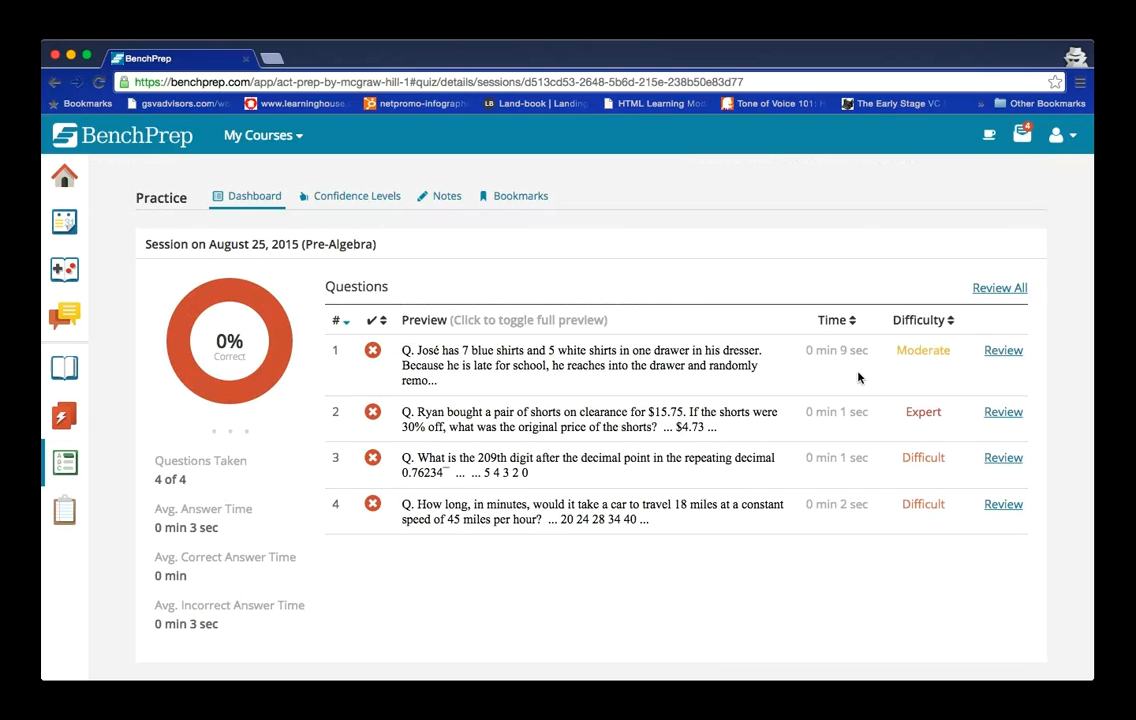 BenchPrep
https://benchprep.com/app/act-prep-by-mcgraw-hill-1#quiz/details/sessions/d513cd53-2648-5b6d-215e-238b50e83d77
Bookmarks
gsvadvisors.com/w
www.learninghouse.
netpromo-infograph
LB Land-book | Landin
HTML Learning Mo
Tone of Voice 101:
The Early Stage VC
»
Other Bookmarks
BenchPrep
My Courses
4
Practice
Dashboard
Confidence Levels
Notes
Bookmarks
Session on August 25, 2015 (Pre-Algebra)
0%
Correct
Questions Taken
4 of 4
Avg. Answer Time
0 min 3 sec
Avg. Correct Answer Time
0 min
Avg. Incorrect Answer Time
0 min 3 sec
Questions
Review All
# ✔ Preview (Click to toggle full preview) Time Difficulty
1 Q. José has 7 blue shirts and 5 white shirts in one drawer in his dresser. 0 min 9 sec Moderate Review
Because he is late for school, he reaches into the drawer and randomly
remo...
2 Q. Ryan bought a pair of shorts on clearance for $15.75. If the shorts were 0 min 1 sec Expert Review
30% off, what was the original price of the shorts? ... $4.73 ...
3 Q. What is the 209th digit after the decimal point in the repeating decimal 0 min 1 sec Difficult Review
0.76234‾ ... ... 5 4 3 2 0
4 Q. How long, in minutes, would it take a car to travel 18 miles at a constant 0 min 2 sec Difficult Review
speed of 45 miles per hour? ... 20 24 28 34 40 ...